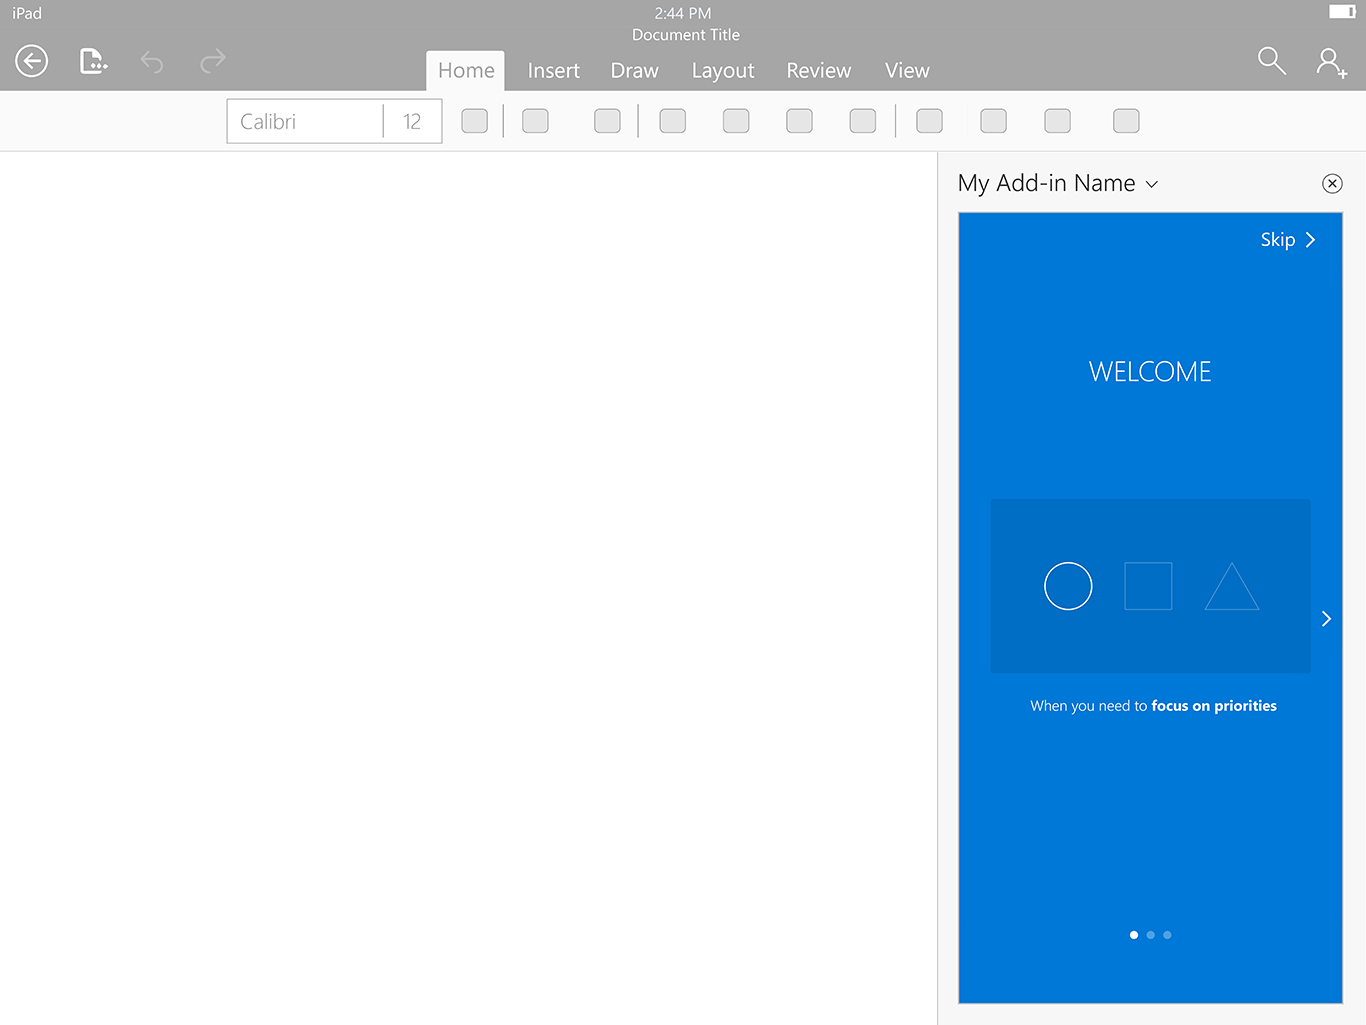 iPad
2:44 PM
Document Title
Home Insert Draw Layout Review View
Calibri 12
My Add-in Name
Skip
WELCOME
When you need to focus on priorities